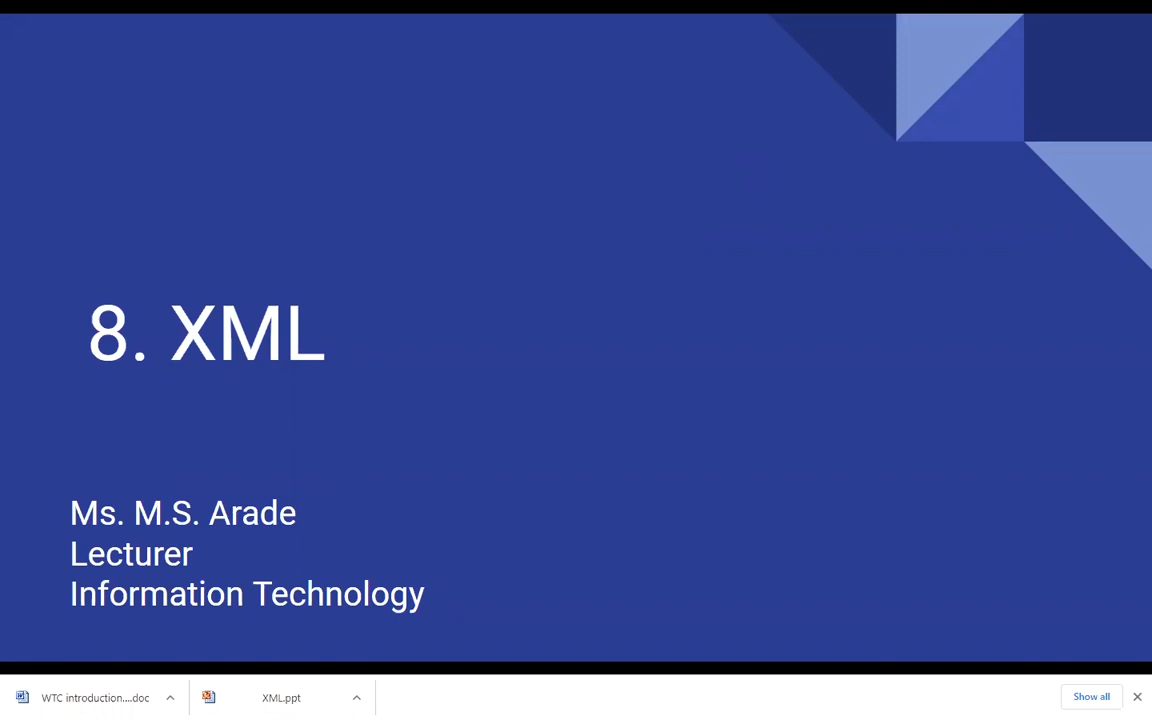 8. XML
Ms. M.S. Arade
Lecturer
Information Technology
WTC introduction....doc
XML.ppt
Show all